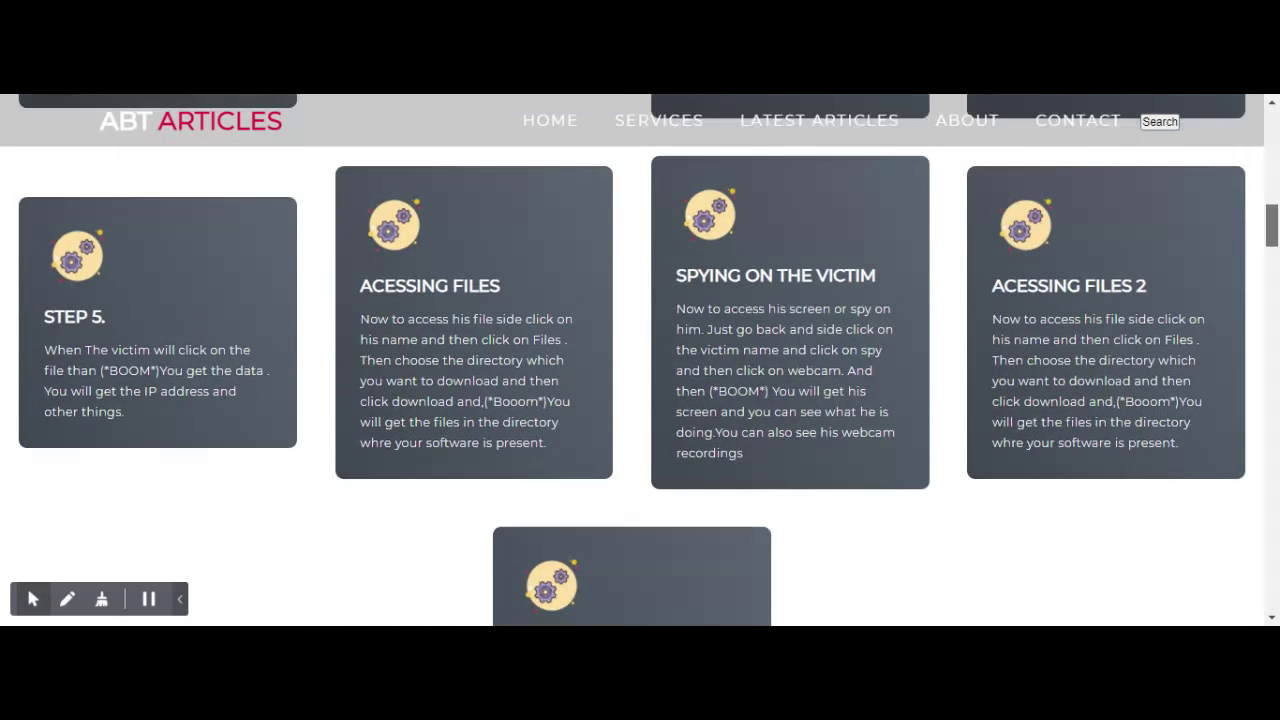 ABT ARTICLES
HOME
SERVICES
LATEST ARTICLES
ABOUT
CONTACT
Search
STEP 5.
When The victim will click on the
file than (*BOOM*)You get the data .
You will get the IP address and
other things.
ACESSING FILES
Now to access his file side click on
his name and then click on Files .
Then choose the directory which
you want to download and then
click download and,(*Booom*)You
will get the files in the directory
whre your software is present.
SPYING ON THE VICTIM
Now to access his screen or spy on
him. Just go back and side click on
the victim name and click on spy
and then click on webcam. And
then (*BOOM*) You will get his
screen and you can see what he is
doing.You can also see his webcam
recordings
ACESSING FILES 2
Now to access his file side click on
his name and then click on Files .
Then choose the directory which
you want to download and then
click download and,(*Booom*)You
will get the files in the directory
whre your software is present.